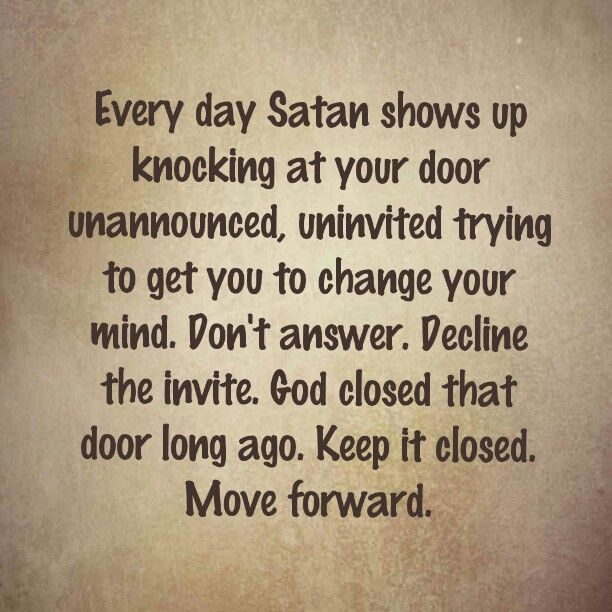 Every day Satan shows up
knocking at your door
unannounced, uninvited trying
to get you to change your
mind. Don't answer. Decline
the invite. God closed that
door long ago. Keep it closed.
Move forward.